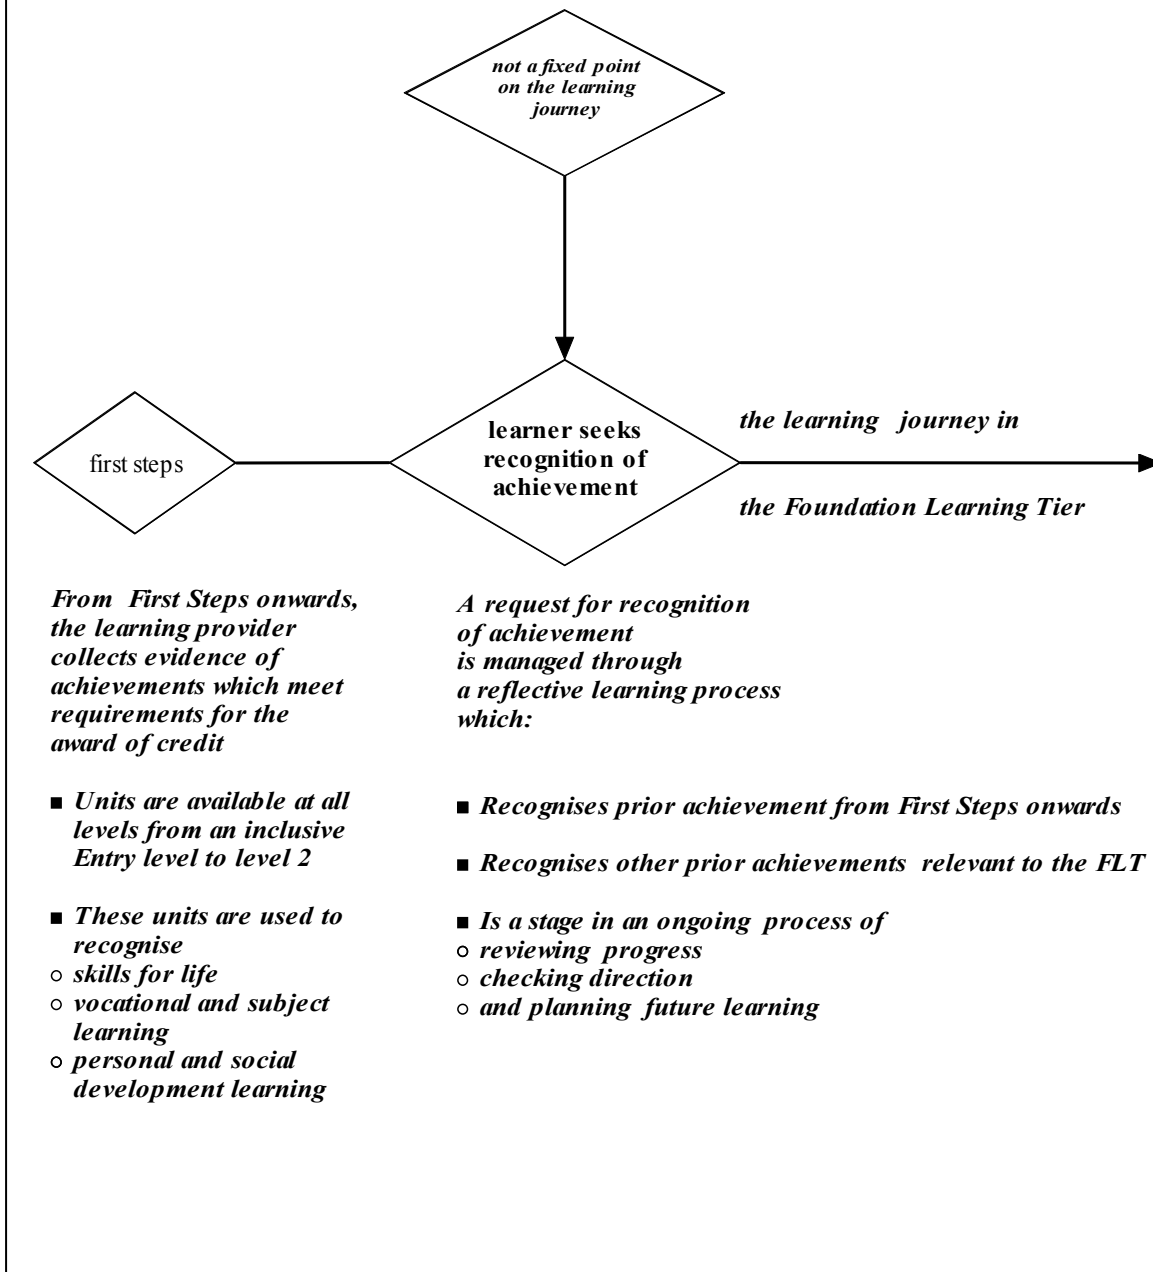 not a fixed point
on the learning
journey
first steps
learner seeks
recognition of
achievement
the learning journey in
the Foundation Learning Tier
From First Steps onwards,
the learning provider
collects evidence of
achievements which meet
requirements for the
award of credit
■ Units are available at all
levels from an inclusive
Entry level to level 2
■ These units are used to
recognise
○ skills for life
○ vocational and subject
learning
○ personal and social
development learning
A request for recognition
of achievement
is managed through
a reflective learning process
which:
■ Recognises prior achievement from First Steps onwards
■ Recognises other prior achievements relevant to the FLT
■ Is a stage in an ongoing process of
○ reviewing progress
○ checking direction
○ and planning future learning